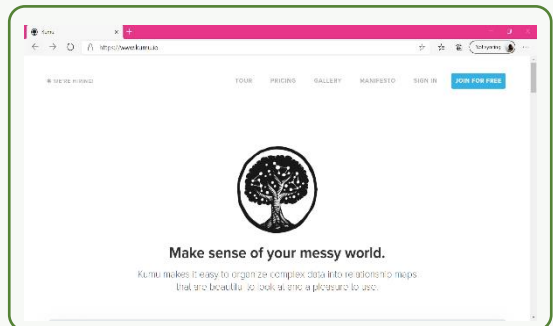 Kumu
https://www.kumu.io
Not syncing
WE'RE HIRING!
TOUR PRICING GALLERY MANIFESTO SIGN IN JOIN FOR FREE
Make sense of your messy world.
Kumu makes it easy to organize complex data into relationship maps
that are beautiful to look at and a pleasure to use.